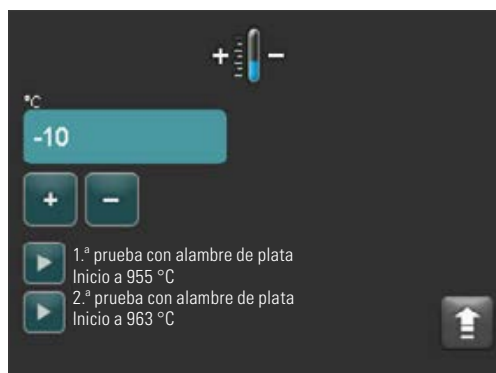 + −
°C
-10
+ −
1.ª prueba con alambre de plata
Inicio a 955 °C
2.ª prueba con alambre de plata
Inicio a 963 °C